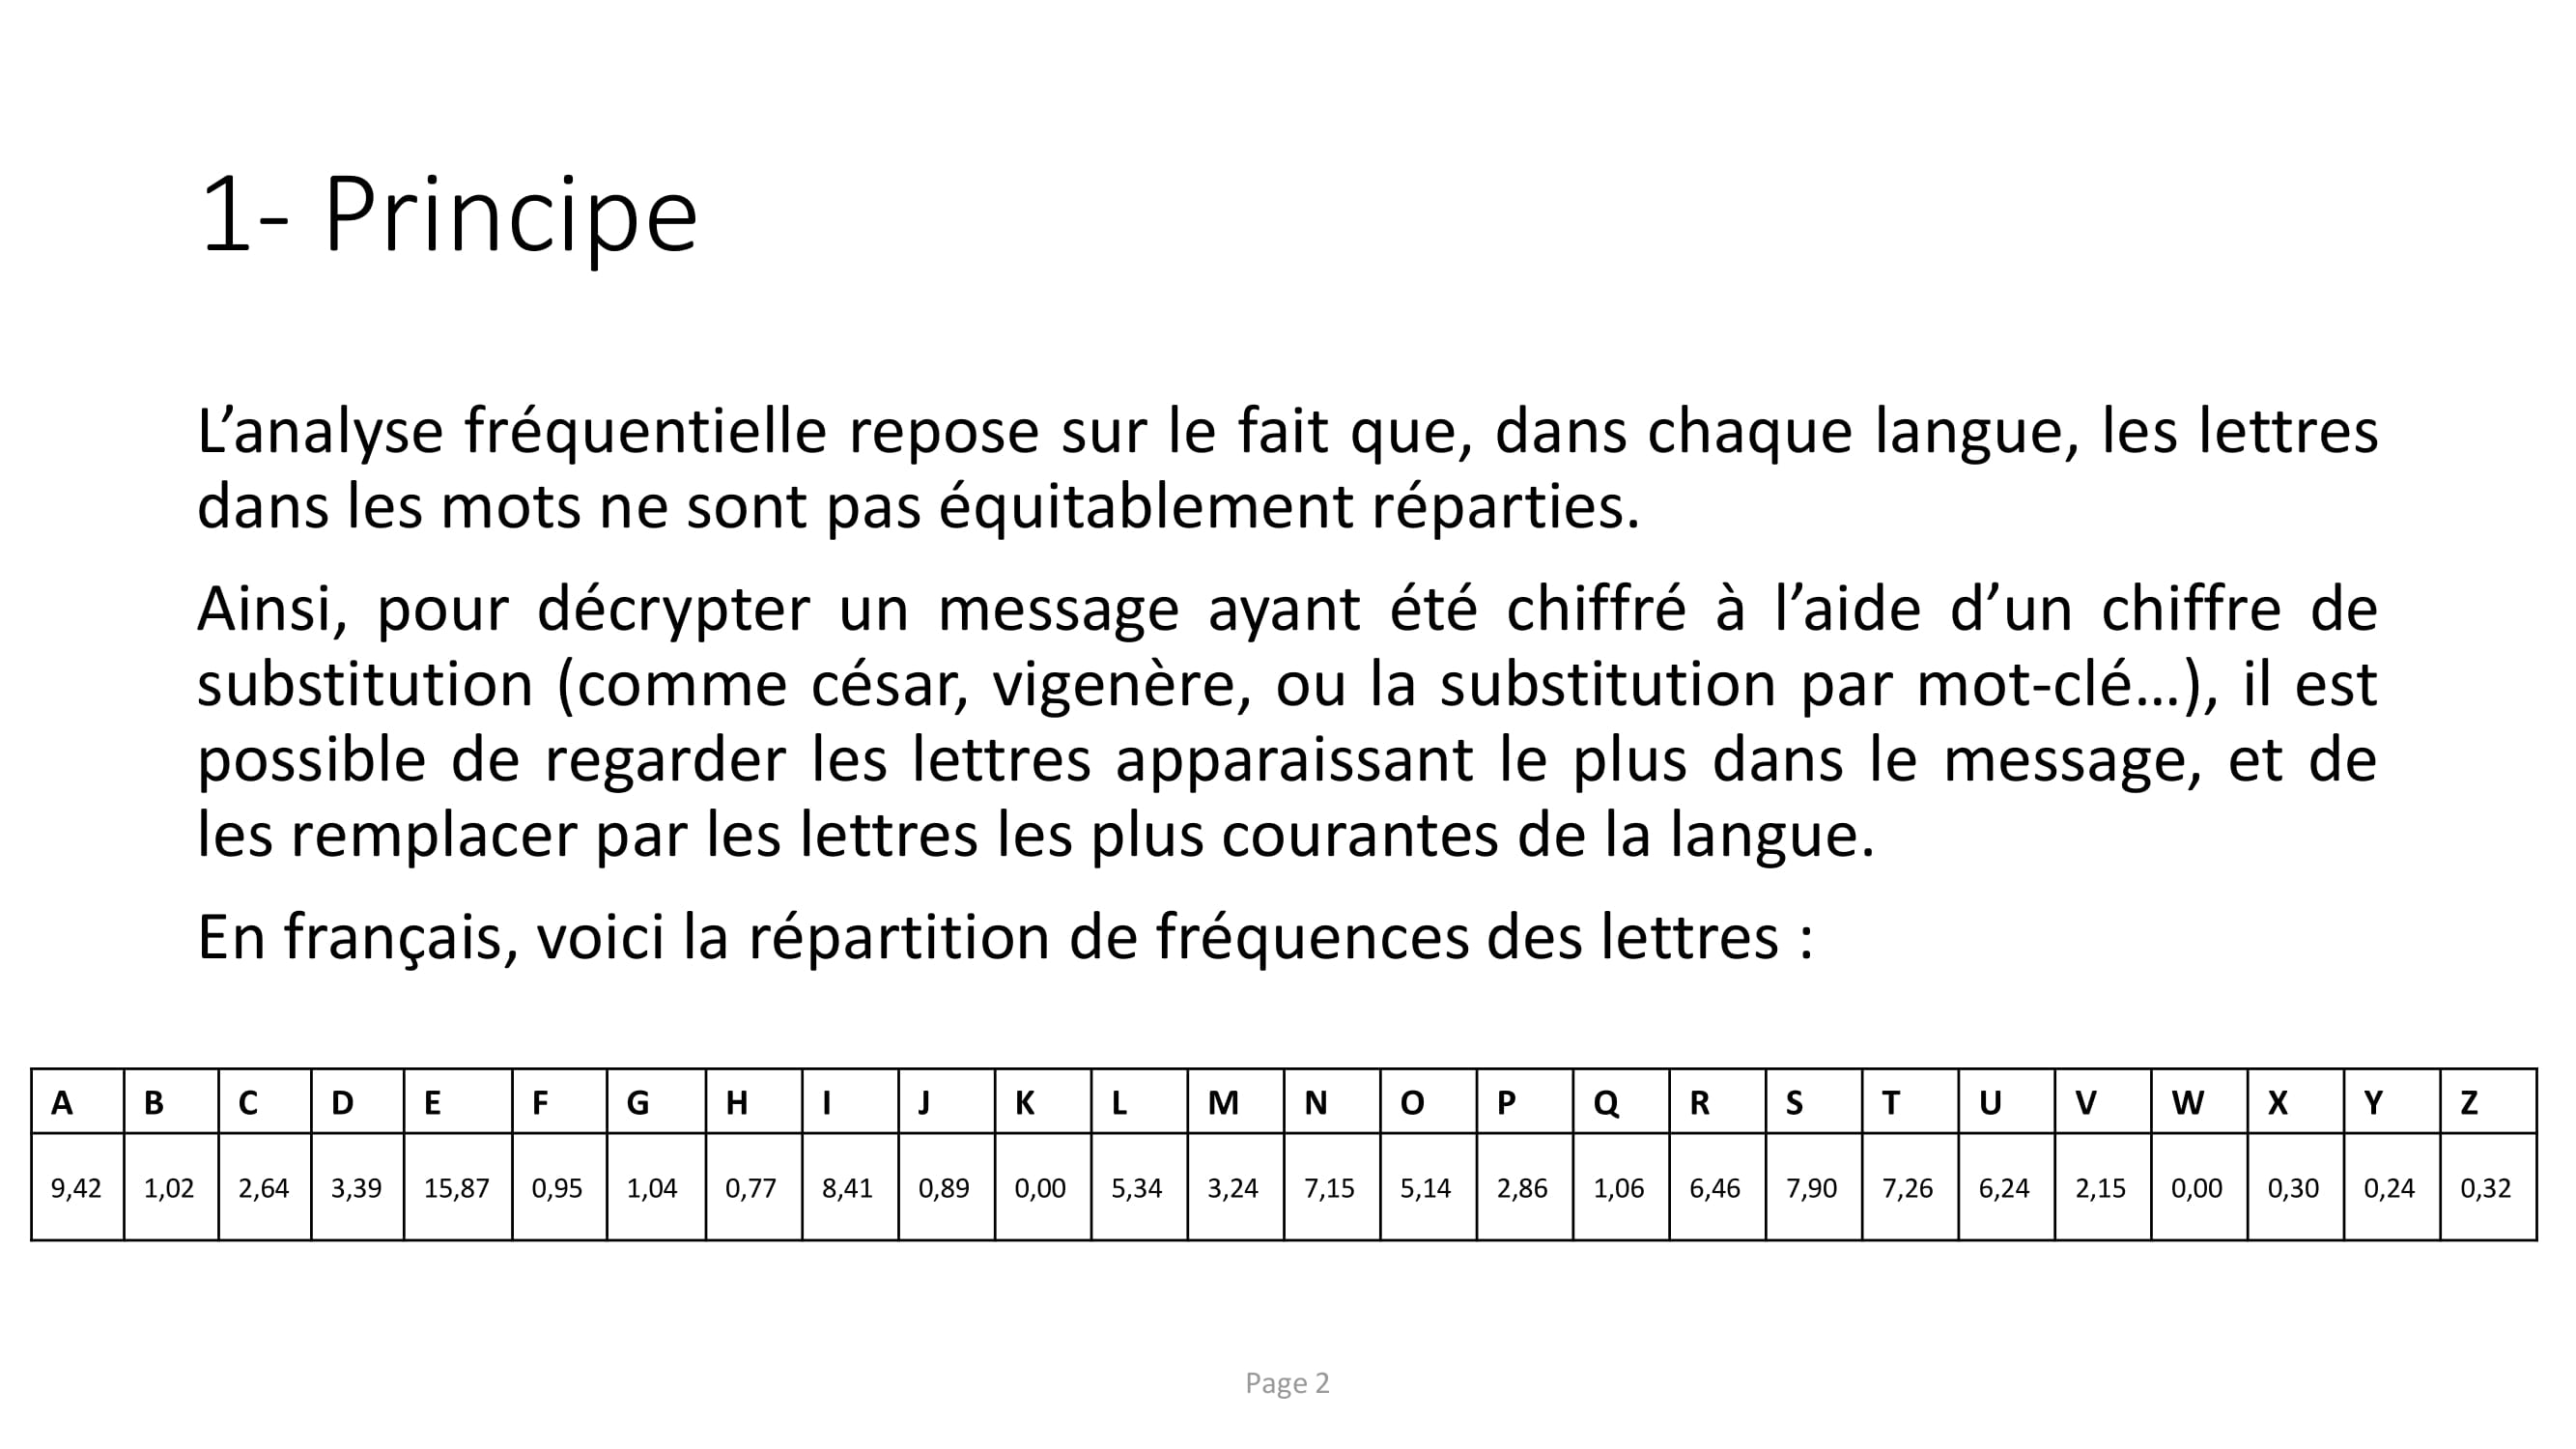 1- Principe
L’analyse fréquentielle repose sur le fait que, dans chaque langue, les lettres
dans les mots ne sont pas équitablement réparties.
Ainsi, pour décrypter un message ayant été chiffré à l’aide d’un chiffre de
substitution (comme césar, vigenère, ou la substitution par mot-clé…), il est
possible de regarder les lettres apparaissant le plus dans le message, et de
les remplacer par les lettres les plus courantes de la langue.
En français, voici la répartition de fréquences des lettres :
A B C D E F G H I J K L M N O P Q R S T U V W X Y Z
9,42 1,02 2,64 3,39 15,87 0,95 1,04 0,77 8,41 0,89 0,00 5,34 3,24 7,15 5,14 2,86 1,06 6,46 7,90 7,26 6,24 2,15 0,00 0,30 0,24 0,32
Page 2